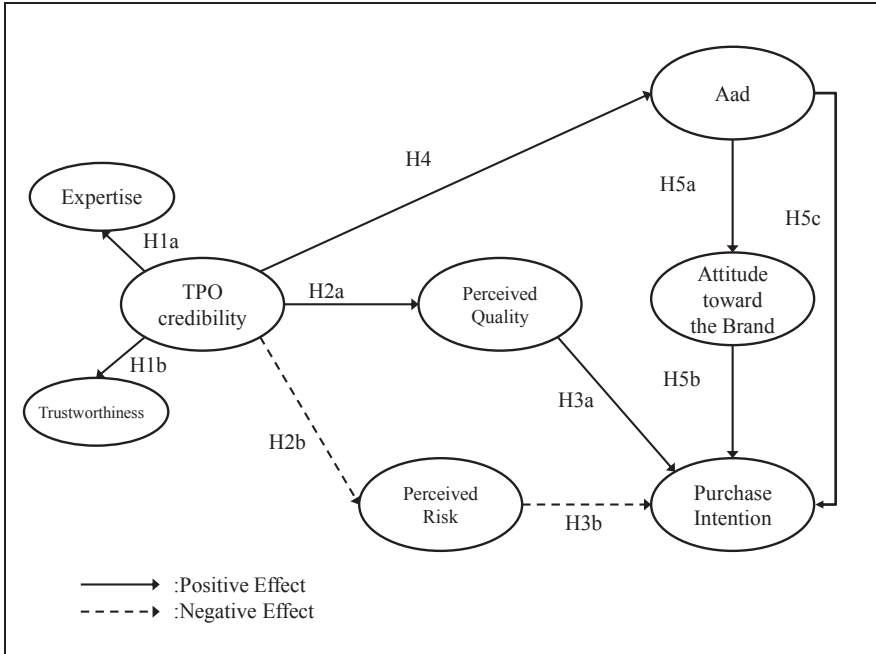 Aad
H4
H5a
H5c
Expertise
H1a
TPO
credibility
H2a
Perceived
Quality
Attitude
toward
the Brand
H1b
Trustworthiness
H2b
H3a
H5b
Perceived
Risk
H3b
Purchase
Intention
:Positive Effect
:Negative Effect